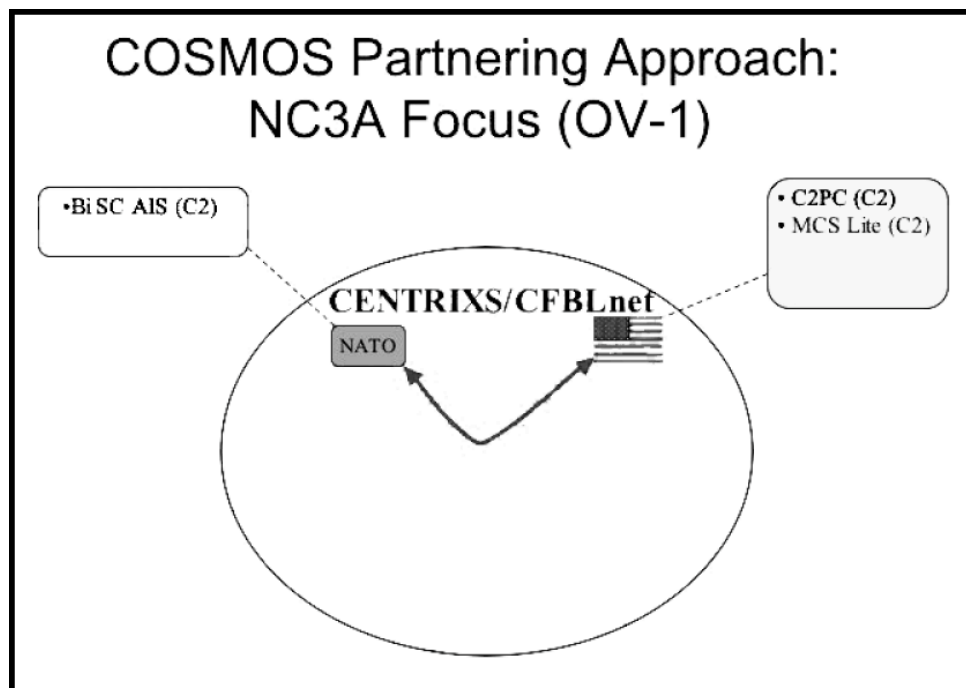 COSMOS Partnering Approach:
NC3A Focus (OV-1)
•Bi SC AIS (C2)
• C2PC (C2)
• MCS Lite (C2)
CENTRIXS/CFBLnet
NATO